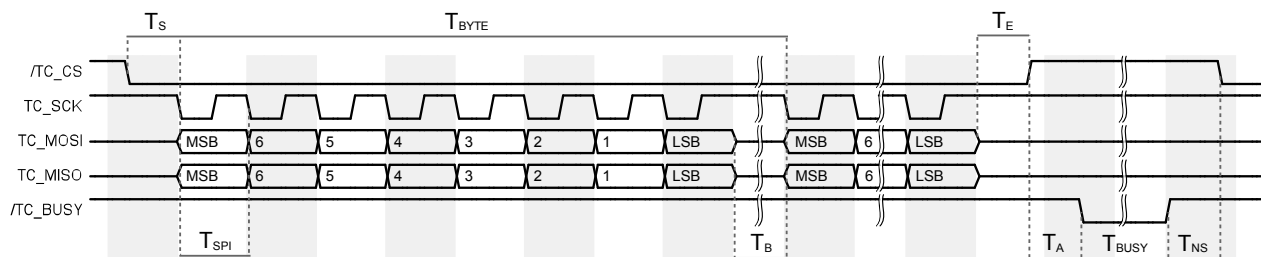 TS TBYTE TE
/TC_CS
TC_SCK
TC_MOSI MSB 6 5 4 3 2 1 LSB MSB 6 LSB
TC_MISO MSB 6 5 4 3 2 1 LSB MSB 6 LSB
/TC_BUSY
TSPI TB TA TBUSY TNS